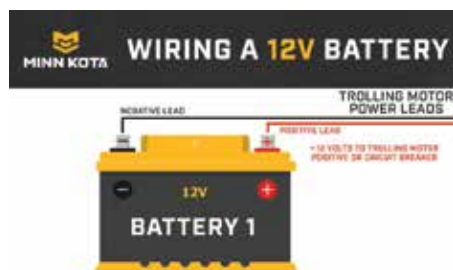 MINN KOTA
WIRING A 12V BATTERY
TROLLING MOTOR
POWER LEADS
NEGATIVE LEAD
POSITIVE LEAD
+ 12 VOLTS TO TROLLING MOTOR
POSITIVE OR CIRCUIT BREAKER
12V
BATTERY 1